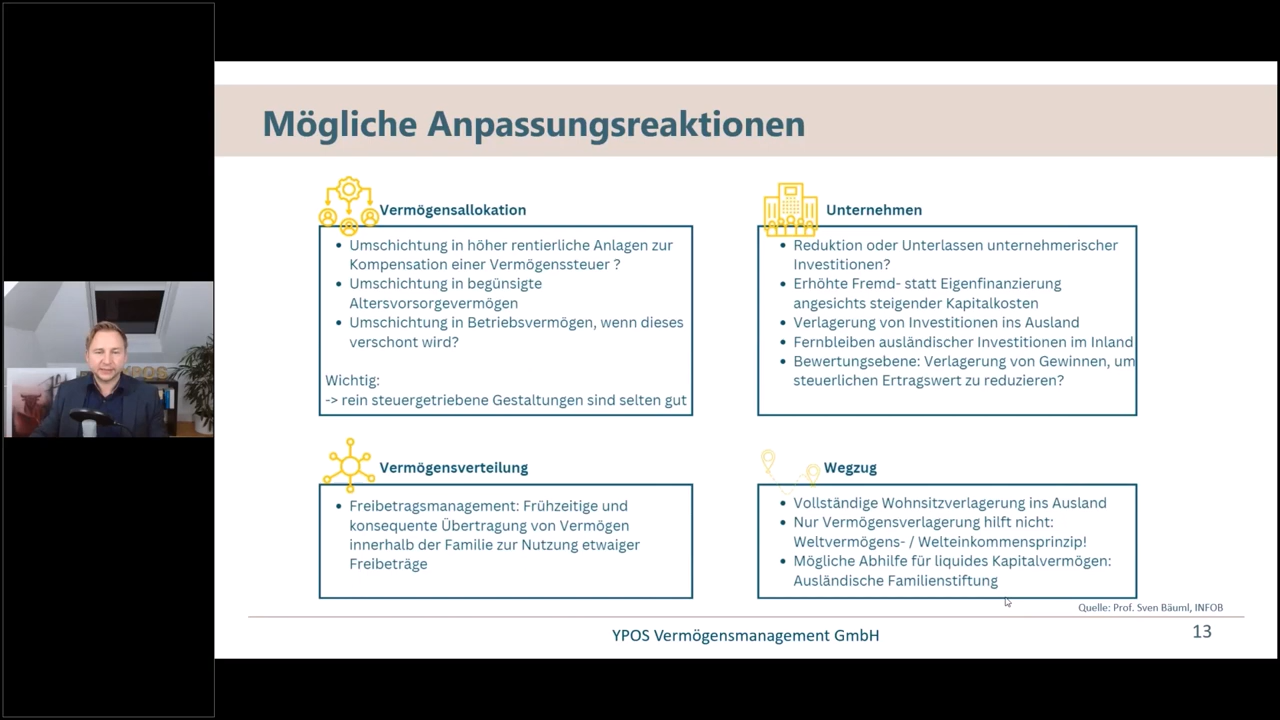 Mögliche Anpassungsreaktionen
Vermögensallokation
• Umschichtung in höher rentierliche Anlagen zur
Kompensation einer Vermögenssteuer ?
• Umschichtung in begünsigte
Altersvorsorgevermögen
• Umschichtung in Betriebsvermögen, wenn dieses
verschont wird?
Wichtig:
-> rein steuergetriebene Gestaltungen sind selten gut
Unternehmen
• Reduktion oder Unterlassen unternehmerischer
Investitionen?
• Erhöhte Fremd- statt Eigenfinanzierung
angesichts steigender Kapitalkosten
• Verlagerung von Investitionen ins Ausland
• Fernbleiben ausländischer Investitionen im Inland
• Bewertungsebene: Verlagerung von Gewinnen, um
steuerlichen Ertragswert zu reduzieren?
Vermögensverteilung
• Freibetragsmanagement: Frühzeitige und
konsequente Übertragung von Vermögen
innerhalb der Familie zur Nutzung etwaiger
Freibeträge
Wegzug
• Vollständige Wohnsitzverlagerung ins Ausland
• Nur Vermögensverlagerung hilft nicht:
Weltvermögens- / Welteinkommensprinzip!
• Mögliche Abhilfe für liquides Kapitalvermögen:
Ausländische Familienstiftung
Quelle: Prof. Sven Bäuml, INFOB
YPOS Vermögensmanagement GmbH
13